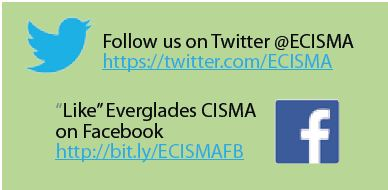 Follow us on Twitter @ECISMA
https://twitter.com/ECISMA
“Like” Everglades CISMA
on Facebook
http://bit.ly/ECISMAFB